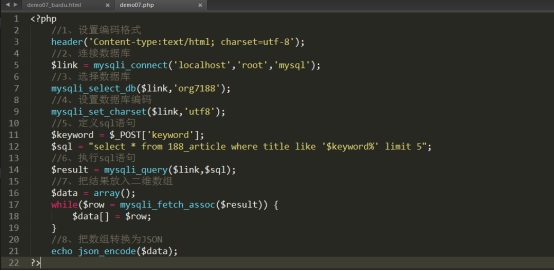 demo07_baidu.html demo07.php
1 <?php
2 //1、设置编码格式
3 header('Content-type:text/html; charset=utf-8');
4 //2、连接数据库
5 $link = mysqli_connect('localhost','root','mysql');
6 //3、选择数据库
7 mysqli_select_db($link,'org7188');
8 //4、设置数据库编码
9 mysqli_set_charset($link,'utf8');
10 //5、定义sql语句
11 $keyword = $_POST['keyword'];
12 $sql = "select * from 188_article where title like '$keyword%' limit 5";
13 //6、执行sql语句
14 $result = mysqli_query($link,$sql);
15 //7、把结果放入二维数组
16 $data = array();
17 while($row = mysqli_fetch_assoc($result)) {
18 $data[] = $row;
19 }
20 //8、把数组转换为JSON
21 echo json_encode($data);
22 ?>